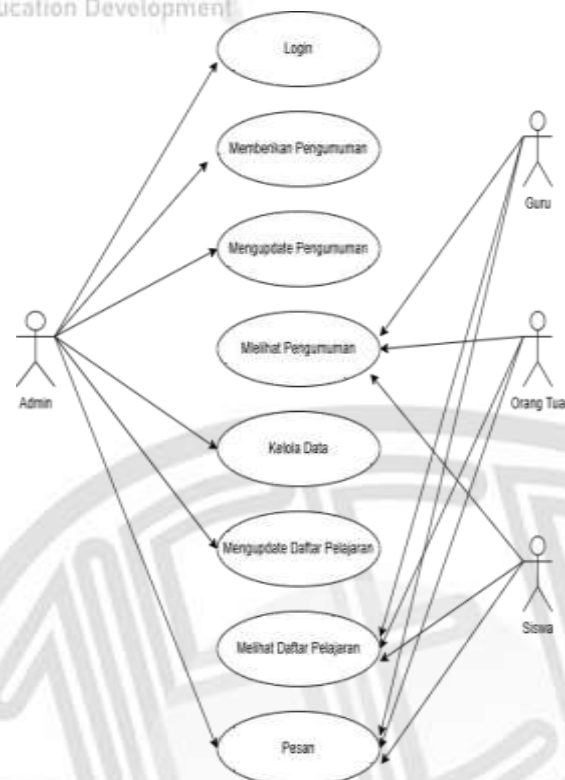 ucation Development
Login
Memberikan Pengumuman
Guru
Mengupdate Pengumuman
Melihat Pengumuman
Admin
Orang Tua
Kelola Data
Mengupdate Daftar Pelajaran
Melihat Daftar Pelajaran
Siswa
Pesan